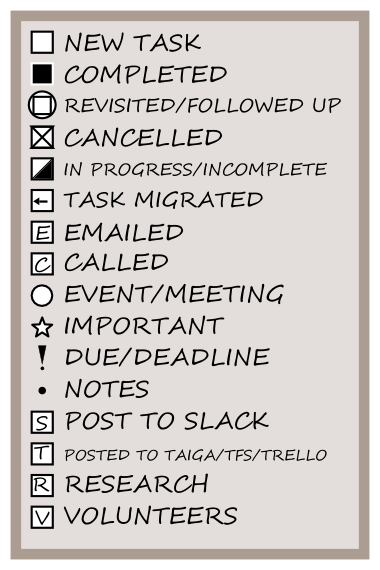 NEW TASK
COMPLETED
REVISITED/FOLLOWED UP
CANCELLED
IN PROGRESS/INCOMPLETE
TASK MIGRATED
E EMAILED
C CALLED
EVENT/MEETING
IMPORTANT
! DUE/DEADLINE
• NOTES
S POST TO SLACK
T POSTED TO TAIGA/TFS/TRELLO
R RESEARCH
V VOLUNTEERS